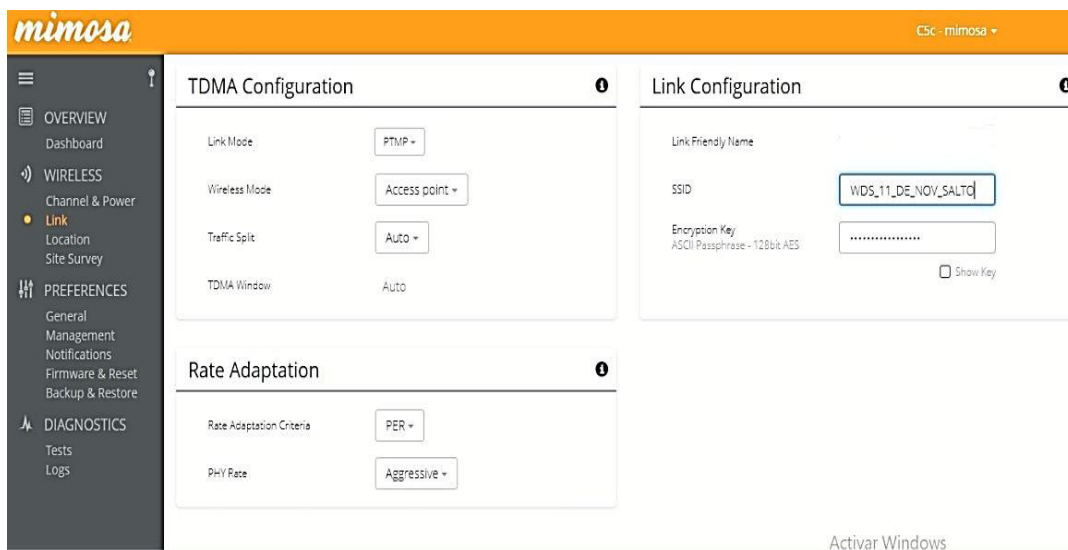 mimosa
C5c - mimosa
OVERVIEW
Dashboard
WIRELESS
Channel & Power
Link
Location
Site Survey
PREFERENCES
General
Management
Notifications
Firmware & Reset
Backup & Restore
DIAGNOSTICS
Tests
Logs
TDMA Configuration
Link Mode PTMP
Wireless Mode Access point
Traffic Split Auto
TDMA Window Auto
Link Configuration
Link Friendly Name
SSID WDS_11_DE_NOV_SALTO
Encryption Key
ASCII Passphrase - 128bit AES
Show Key
Rate Adaptation
Rate Adaptation Criteria PER
PHY Rate Aggressive
Activar Windows